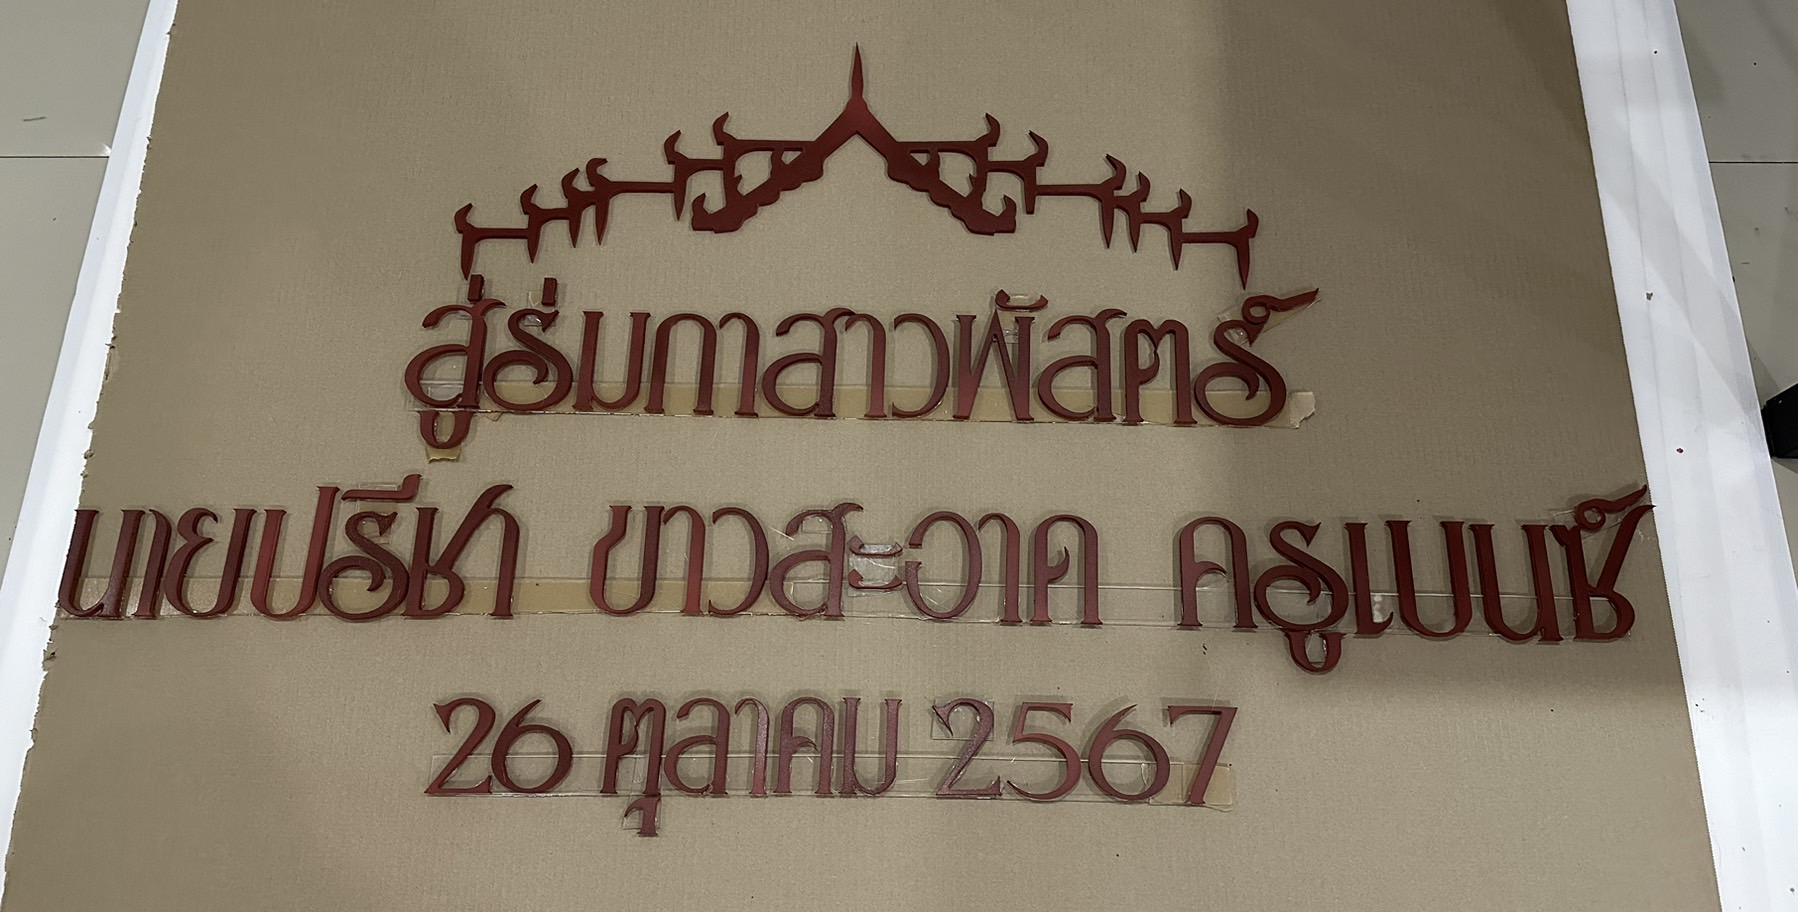 สู่ร่มกาสาวพัสตร์
นายปรีชา ขาวสะอาด ครูเบนซ์
26 ตุลาคม 2567